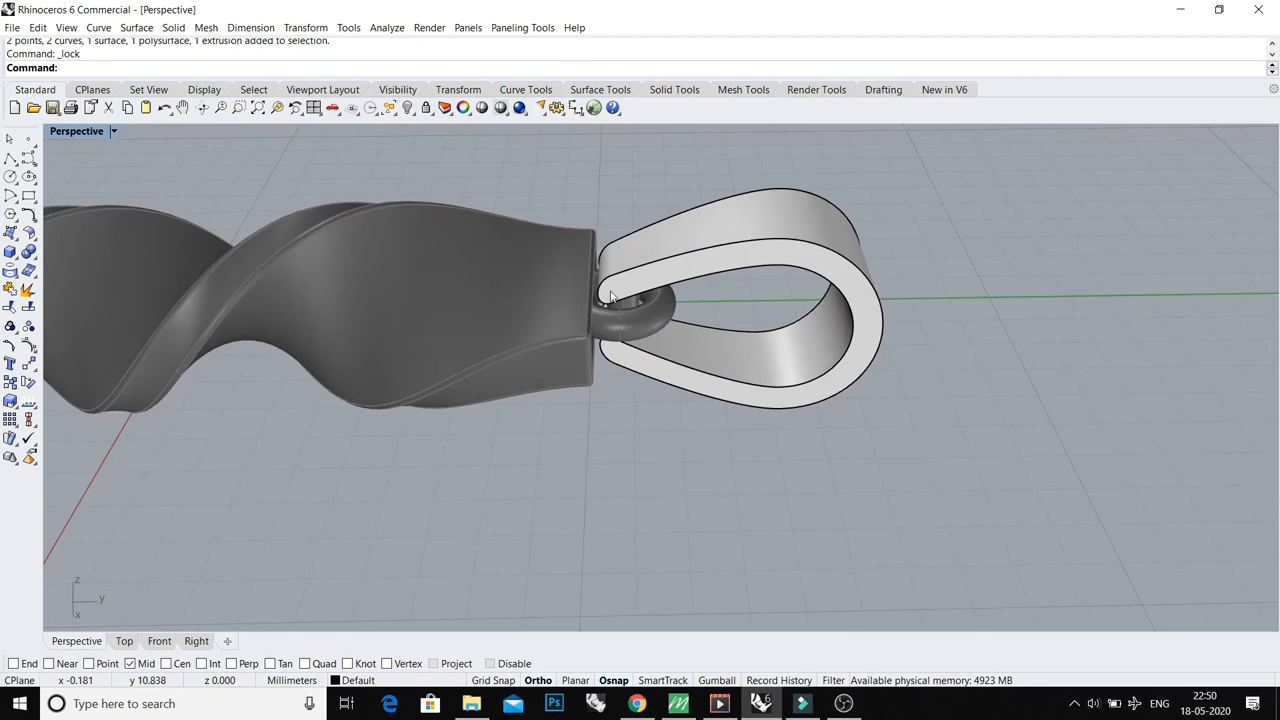 Rhinoceros 6 Commercial - [Perspective]
File Edit View Curve Surface Solid Mesh Dimension Transform Tools Analyze Render Panels Paneling Tools Help
2 points, 2 curves, 1 surface, 1 polysurface, 1 extrusion added to selection.
Command: _lock
Command:
Standard CPlanes Set View Display Select Viewport Layout Visibility Transform Curve Tools Surface Tools Solid Tools Mesh Tools Render Tools Drafting New in V6
Perspective
z
y
x
Perspective Top Front Right
End Near Point Mid Cen Int Perp Tan Quad Knot Vertex Project Disable
CPlane x -0.181 y 10.838 z 0.000 Millimeters Default Grid Snap Ortho Planar Osnap SmartTrack Gumball Record History Filter Available physical memory: 4923 MB
Type here to search
ENG
22:50
18-05-2020